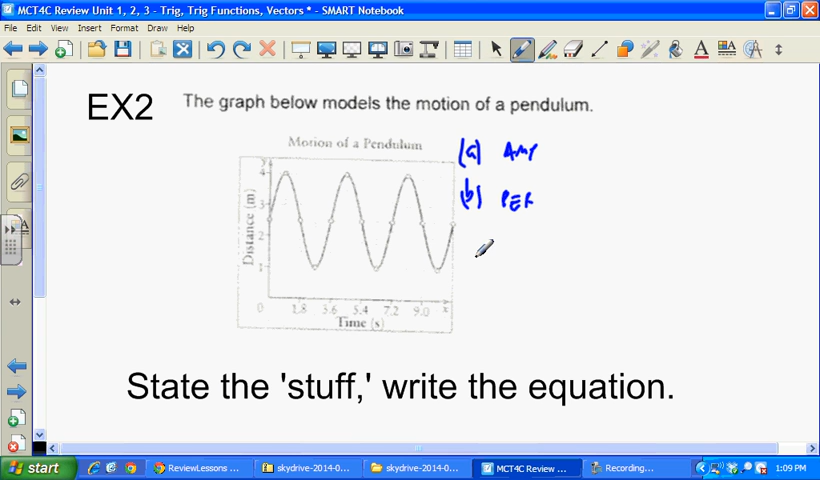 MCT4C Review Unit 1, 2, 3 - Trig, Trig Functions, Vectors * - SMART Notebook
File Edit View Insert Format Draw Help
EX2 The graph below models the motion of a pendulum.
Motion of a Pendulum
(a) AMP
(b) PER
y
4
3
2
1
Distance (m)
0 1.8 3.6 5.4 7.2 9.0 x
Time (s)
State the 'stuff,' write the equation.
start ReviewLessons ... skydrive-2014-0... skydrive-2014-0... MCT4C Review ... Recording... 1:09 PM